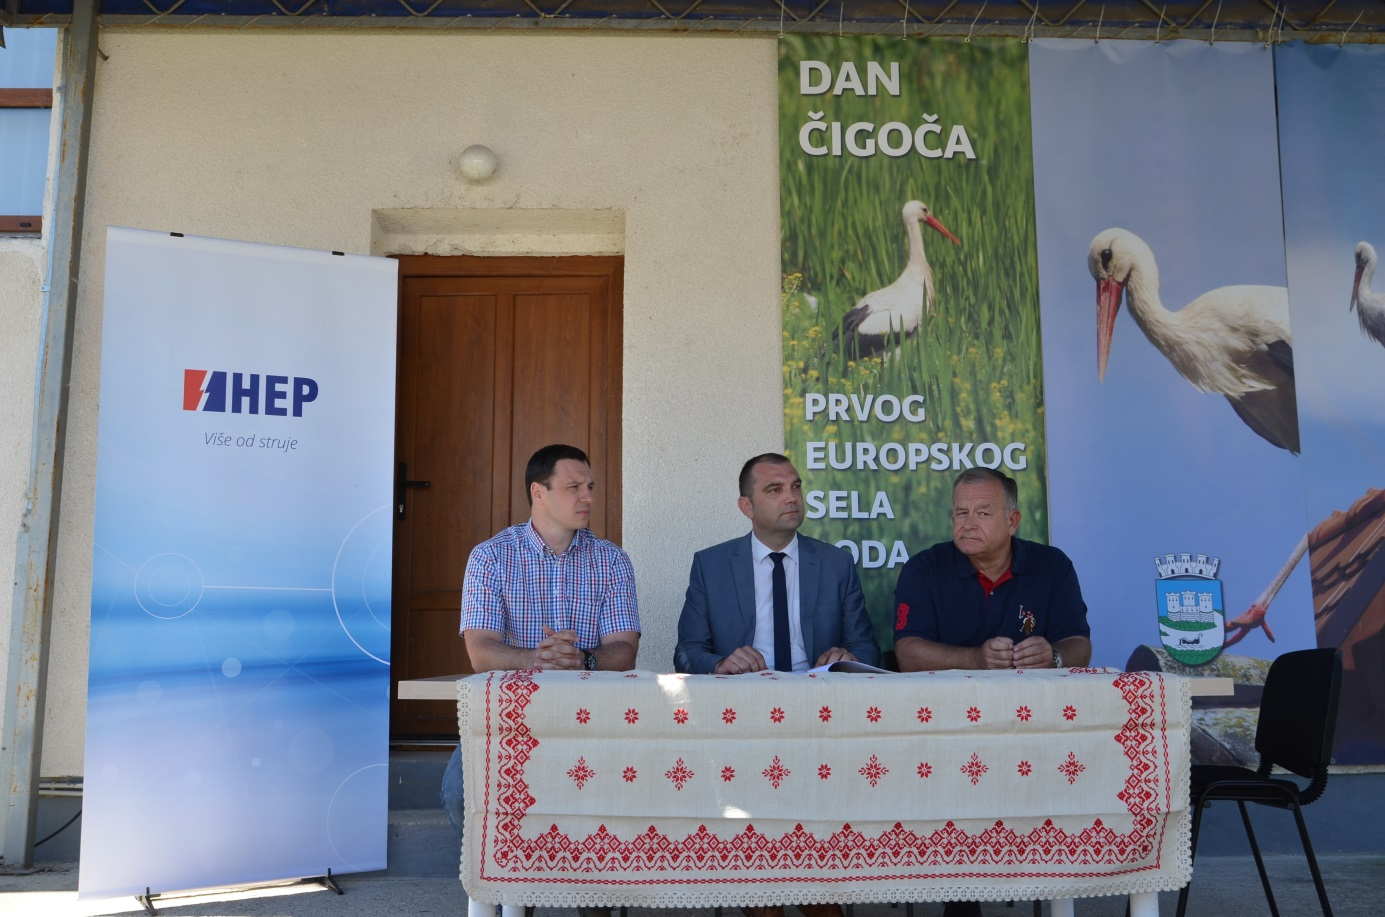 HEP
Više od struje
DAN
ČIGOČA
PRVOG
EUROPSKOG
SELA